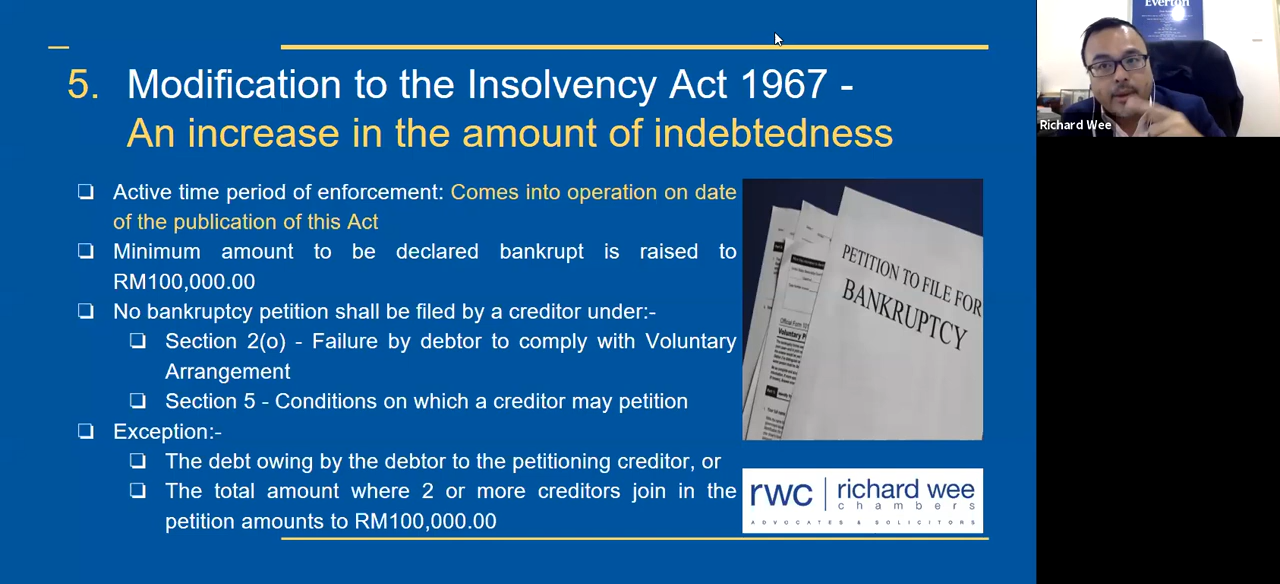 5. Modification to the Insolvency Act 1967 -
An increase in the amount of indebtedness
❏ Active time period of enforcement: Comes into operation on date
of the publication of this Act
❏ Minimum amount to be declared bankrupt is raised to
RM100,000.00
❏ No bankruptcy petition shall be filed by a creditor under:-
❏ Section 2(o) - Failure by debtor to comply with Voluntary
Arrangement
❏ Section 5 - Conditions on which a creditor may petition
❏ Exception:-
❏ The debt owing by the debtor to the petitioning creditor, or
❏ The total amount where 2 or more creditors join in the
petition amounts to RM100,000.00
PETITION TO FILE FOR
BANKRUPTCY
Official Form
Voluntary
rwc | richard wee
chambers
ADVOCATES & SOLICITORS
Everton
Richard Wee